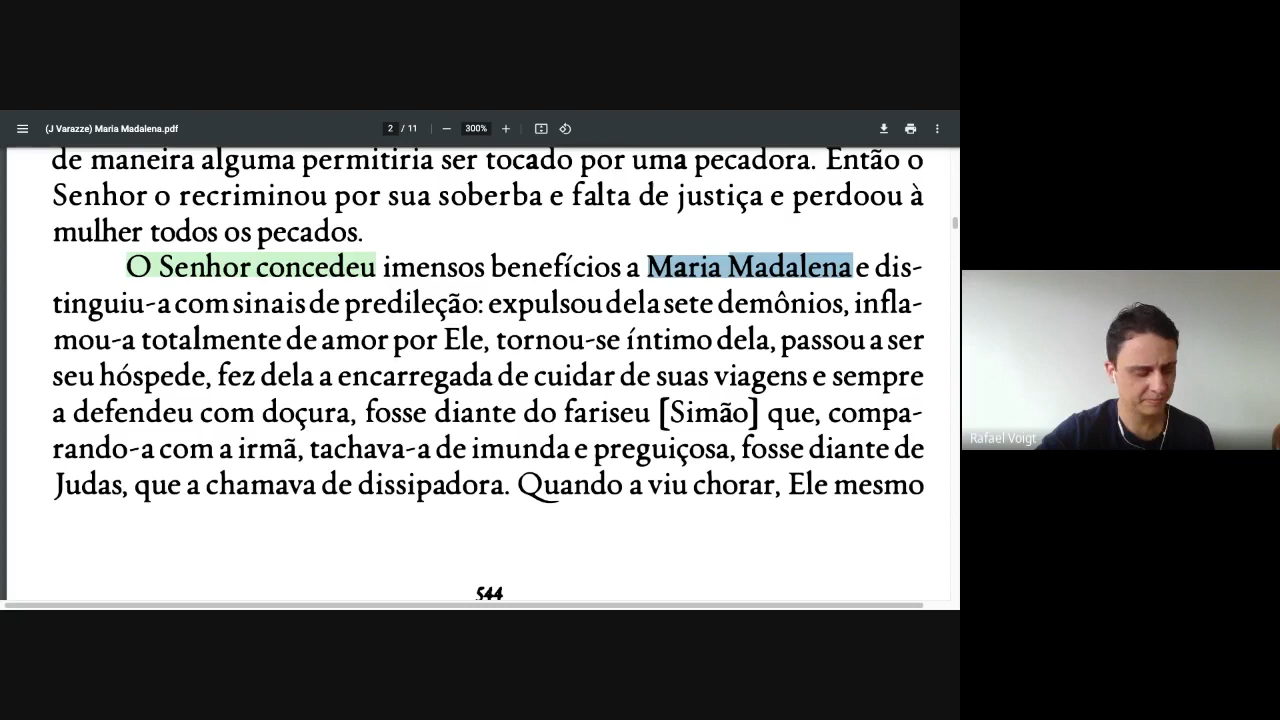 (J Varazze) Maria Madalena.pdf 2 / 11 300%
de maneira alguma permitiria ser tocado por uma pecadora. Então o
Senhor o recriminou por sua soberba e falta de justiça e perdoou à
mulher todos os pecados.
O Senhor concedeu imensos benefícios a Maria Madalena e dis-
tinguiu-a com sinais de predileção: expulsou dela sete demônios, infla-
mou-a totalmente de amor por Ele, tornou-se íntimo dela, passou a ser
seu hóspede, fez dela a encarregada de cuidar de suas viagens e sempre
a defendeu com doçura, fosse diante do fariseu [Simão] que, compa-
rando-a com a irmã, tachava-a de imunda e preguiçosa, fosse diante de
Judas, que a chamava de dissipadora. Quando a viu chorar, Ele mesmo
544
Rafael Voigt